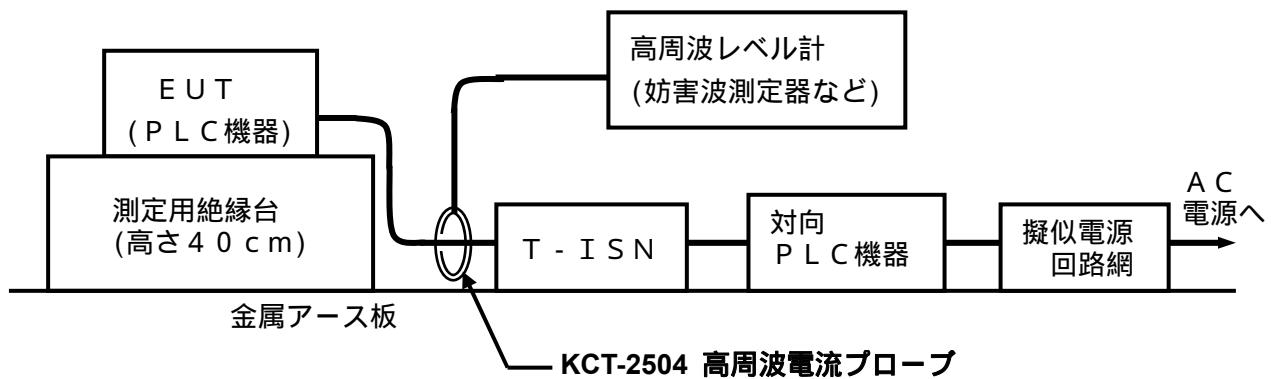 高周波レベル計
(妨害波測定器など)
ＥＵＴ
(ＰＬＣ機器)
測定用絶縁台
(高さ４０ｃｍ)
Ｔ-ＩＳＮ
対向
ＰＬＣ機器
擬似電源
回路網
ＡＣ
電源へ
金属アース板
KCT-2504 高周波電流プローブ